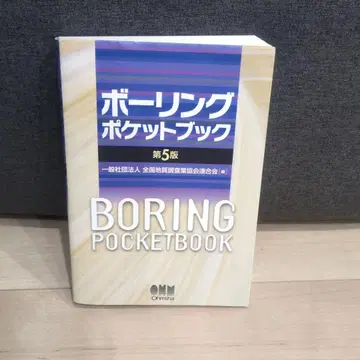 ボーリング
ポケットブック
第5版
一般社団法人 全国地質調査業協会連合会 編
BORING
POCKETBOOK
OHM
Ohmsha